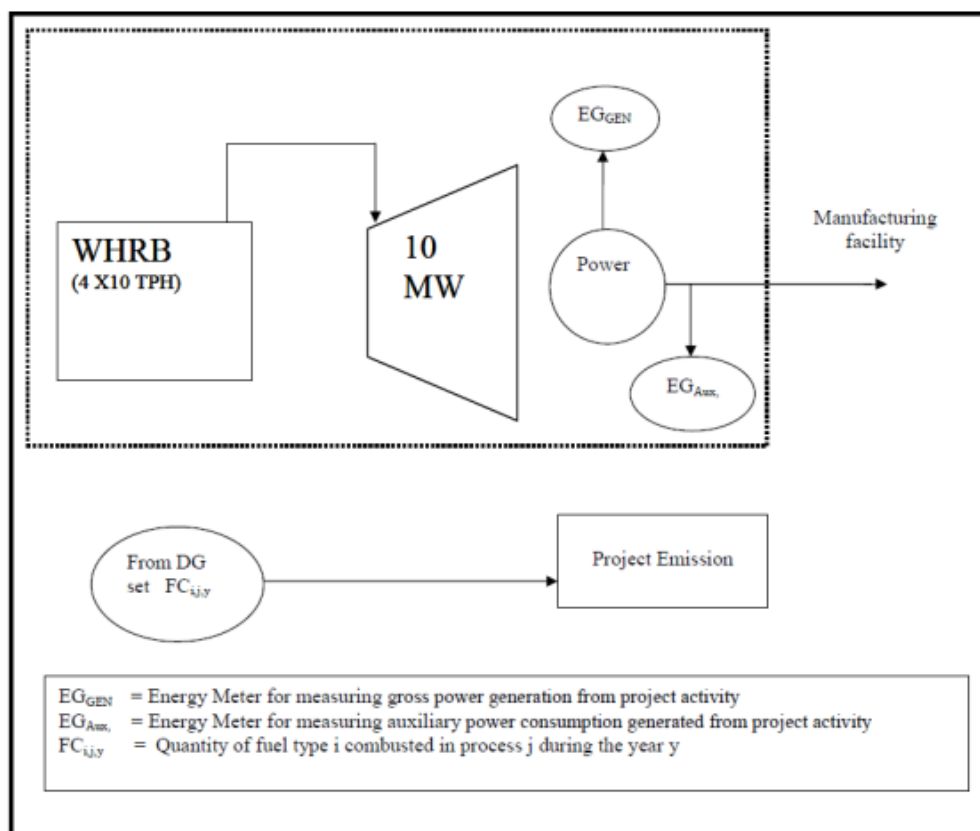 EG_GEN
WHRB
(4 X10 TPH)
10
MW
Power
Manufacturing
facility
EG_Aux,
From DG
set FC_i,j,y
Project Emission
EG_GEN = Energy Meter for measuring gross power generation from project activity
EG_Aux, = Energy Meter for measuring auxiliary power consumption generated from project activity
FC_i,j,y = Quantity of fuel type i combusted in process j during the year y